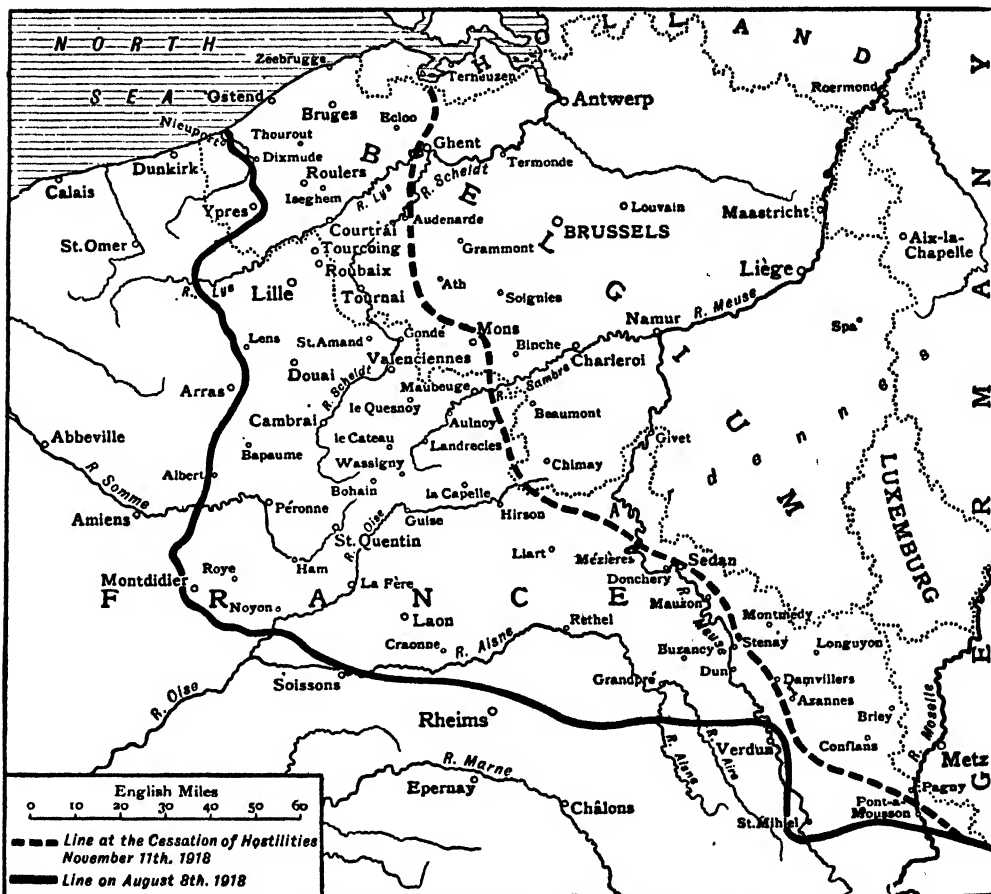 NORTH
SEA
HOLLAND
BELGIUM
FRANCE
GERMANY
LUXEMBURG
Ardennes
Zeebrugge
Terneuzen
Ostend
Bruges
Ecloo
Antwerp
Roermond
Nieuport
Thourout
Dixmude
Ghent
Dunkirk
Calais
Roulers
Iseghem
R. Lys
R. Scheldt
Termonde
Ypres
Courtrai
Audenarde
Louvain
BRUSSELS
Maastricht
St.Omer
Tourcoing
Roubaix
Grammont
Aix-la-
Chapelle
R. Lys
Lille
Tournai
Ath
Soignies
Liège
R. Meuse
Namur
Spa
Lens
St.Amand
Condé
Mons
Binche
Charleroi
Douai
Valenciennes
R. Scheldt
Maubeuge
R. Sambre
Arras
le Quesnoy
Beaumont
Cambrai
Aulnoy
Abbeville
Bapaume
le Cateau
Landrecies
Givet
Albert
Wassigny
Chimay
R. Somme
Bohain
la Capelle
Amiens
Péronne
R. Oise
Guise
Hirson
St. Quentin
Roye
Ham
Liart
Mézières
Sedan
Montdidier
La Fère
Donchery
Noyon
Mauzon
Laon
Rethel
Montmédy
Craonne
R. Aisne
R. Meuse
Buzancy
Stenay
Longuyon
Soissons
Grandpré
Dun
Damvillers
Azannes
R. Oise
Rheims
Briey
R. Moselle
Verdun
Conflans
Metz
R. Aisne
R. Aire
R. Marne
Epernay
Châlons
Pagny
Pont-a-
Mousson
St.Mihiel
English Miles
0 10 20 30 40 50 60
Line at the Cessation of Hostilities
November 11th. 1918
Line on August 8th. 1918